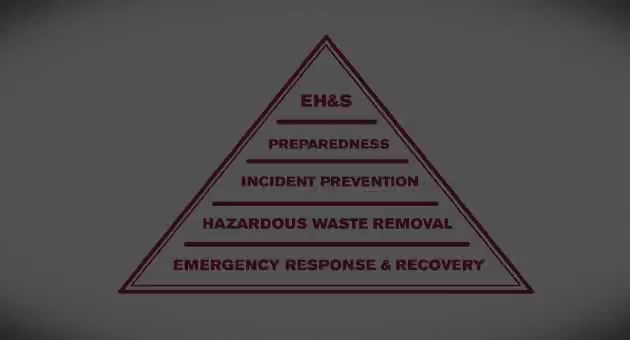 EH&S
PREPAREDNESS
INCIDENT PREVENTION
HAZARDOUS WASTE REMOVAL
EMERGENCY RESPONSE & RECOVERY